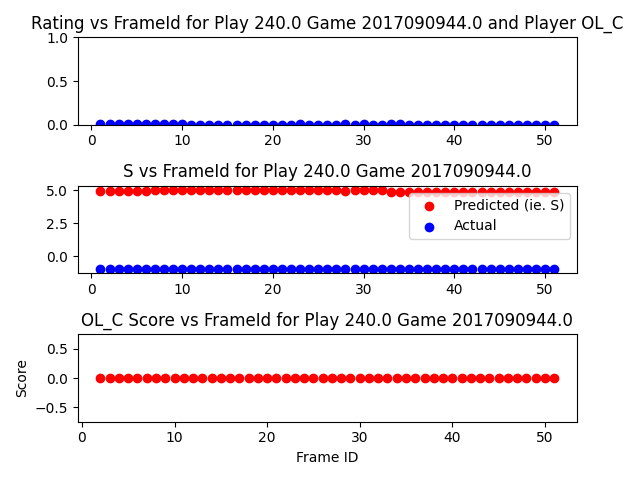 Rating vs FrameId for Play 240.0 Game 2017090944.0 and Player OL_C
1.0
0.5
0.0
0 10 20 30 40 50
S vs FrameId for Play 240.0 Game 2017090944.0
5.0
2.5
0.0
Predicted (ie. S)
Actual
0 10 20 30 40 50
OL_C Score vs FrameId for Play 240.0 Game 2017090944.0
Score
0.5
0.0
−0.5
0 10 20 30 40 50
Frame ID